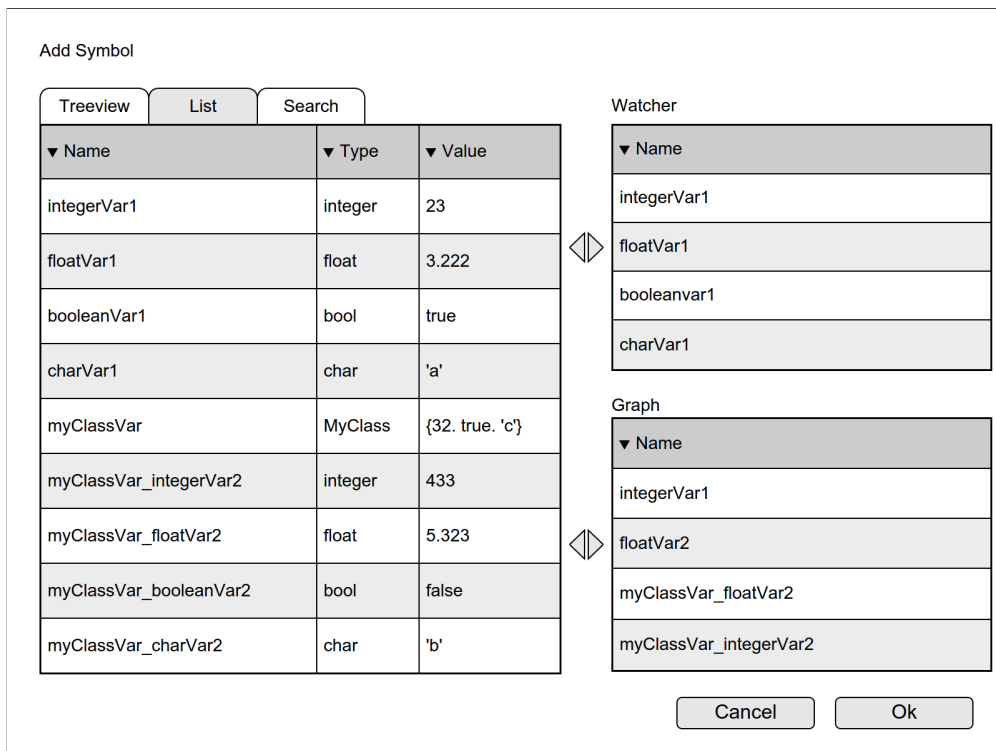 Add Symbol
Treeview List Search
▼ Name ▼ Type ▼ Value
integerVar1 integer 23
floatVar1 float 3.222
booleanVar1 bool true
charVar1 char 'a'
myClassVar MyClass {32. true. 'c'}
myClassVar_integerVar2 integer 433
myClassVar_floatVar2 float 5.323
myClassVar_booleanVar2 bool false
myClassVar_charVar2 char 'b'
Watcher
▼ Name
integerVar1
floatVar1
booleanvar1
charVar1
Graph
▼ Name
integerVar1
floatVar2
myClassVar_floatVar2
myClassVar_integerVar2
Cancel Ok